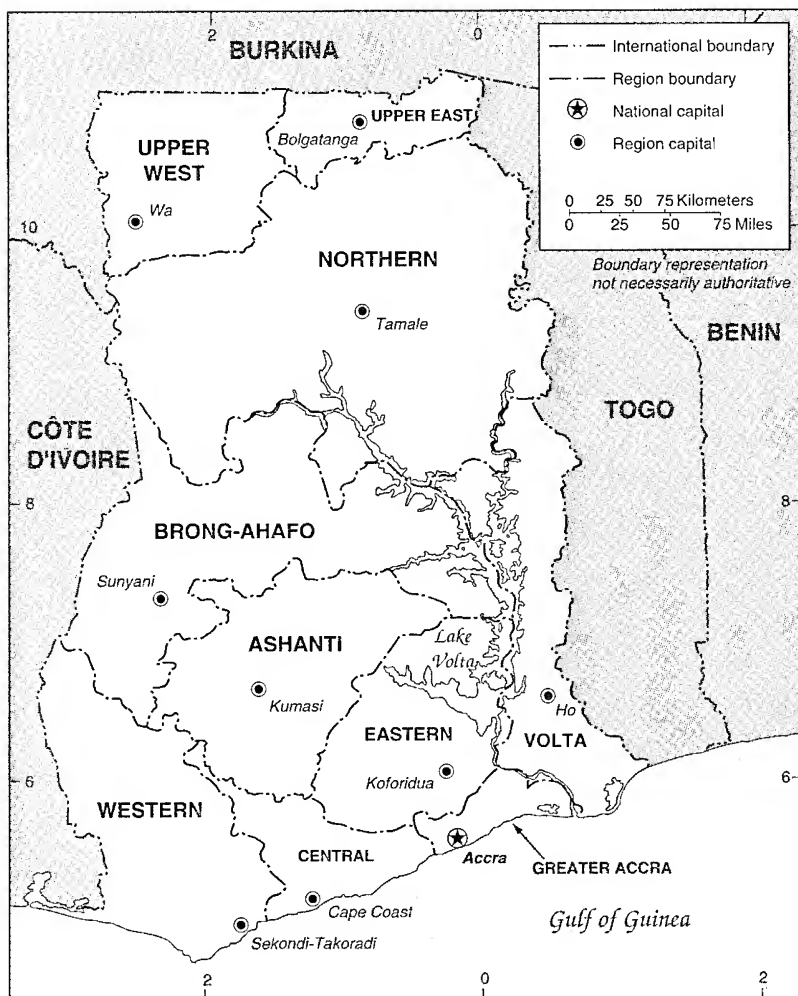 2
0
BURKINA
International boundary
Region boundary
National capital
Region capital
0 25 50 75 Kilometers
0 25 50 75 Miles
Boundary representation
not necessarily authoritative
UPPER EAST
Bolgatanga
UPPER
WEST
Wa
10
NORTHERN
Tamale
BENIN
TOGO
CÔTE
D'IVOIRE
8
8
BRONG-AHAFO
Sunyani
ASHANTI
Lake
Volta
Kumasi
Ho
EASTERN
VOLTA
Koforidua
6
6
WESTERN
CENTRAL
Accra
GREATER ACCRA
Cape Coast
Gulf of Guinea
Sekondi-Takoradi
2
0
2